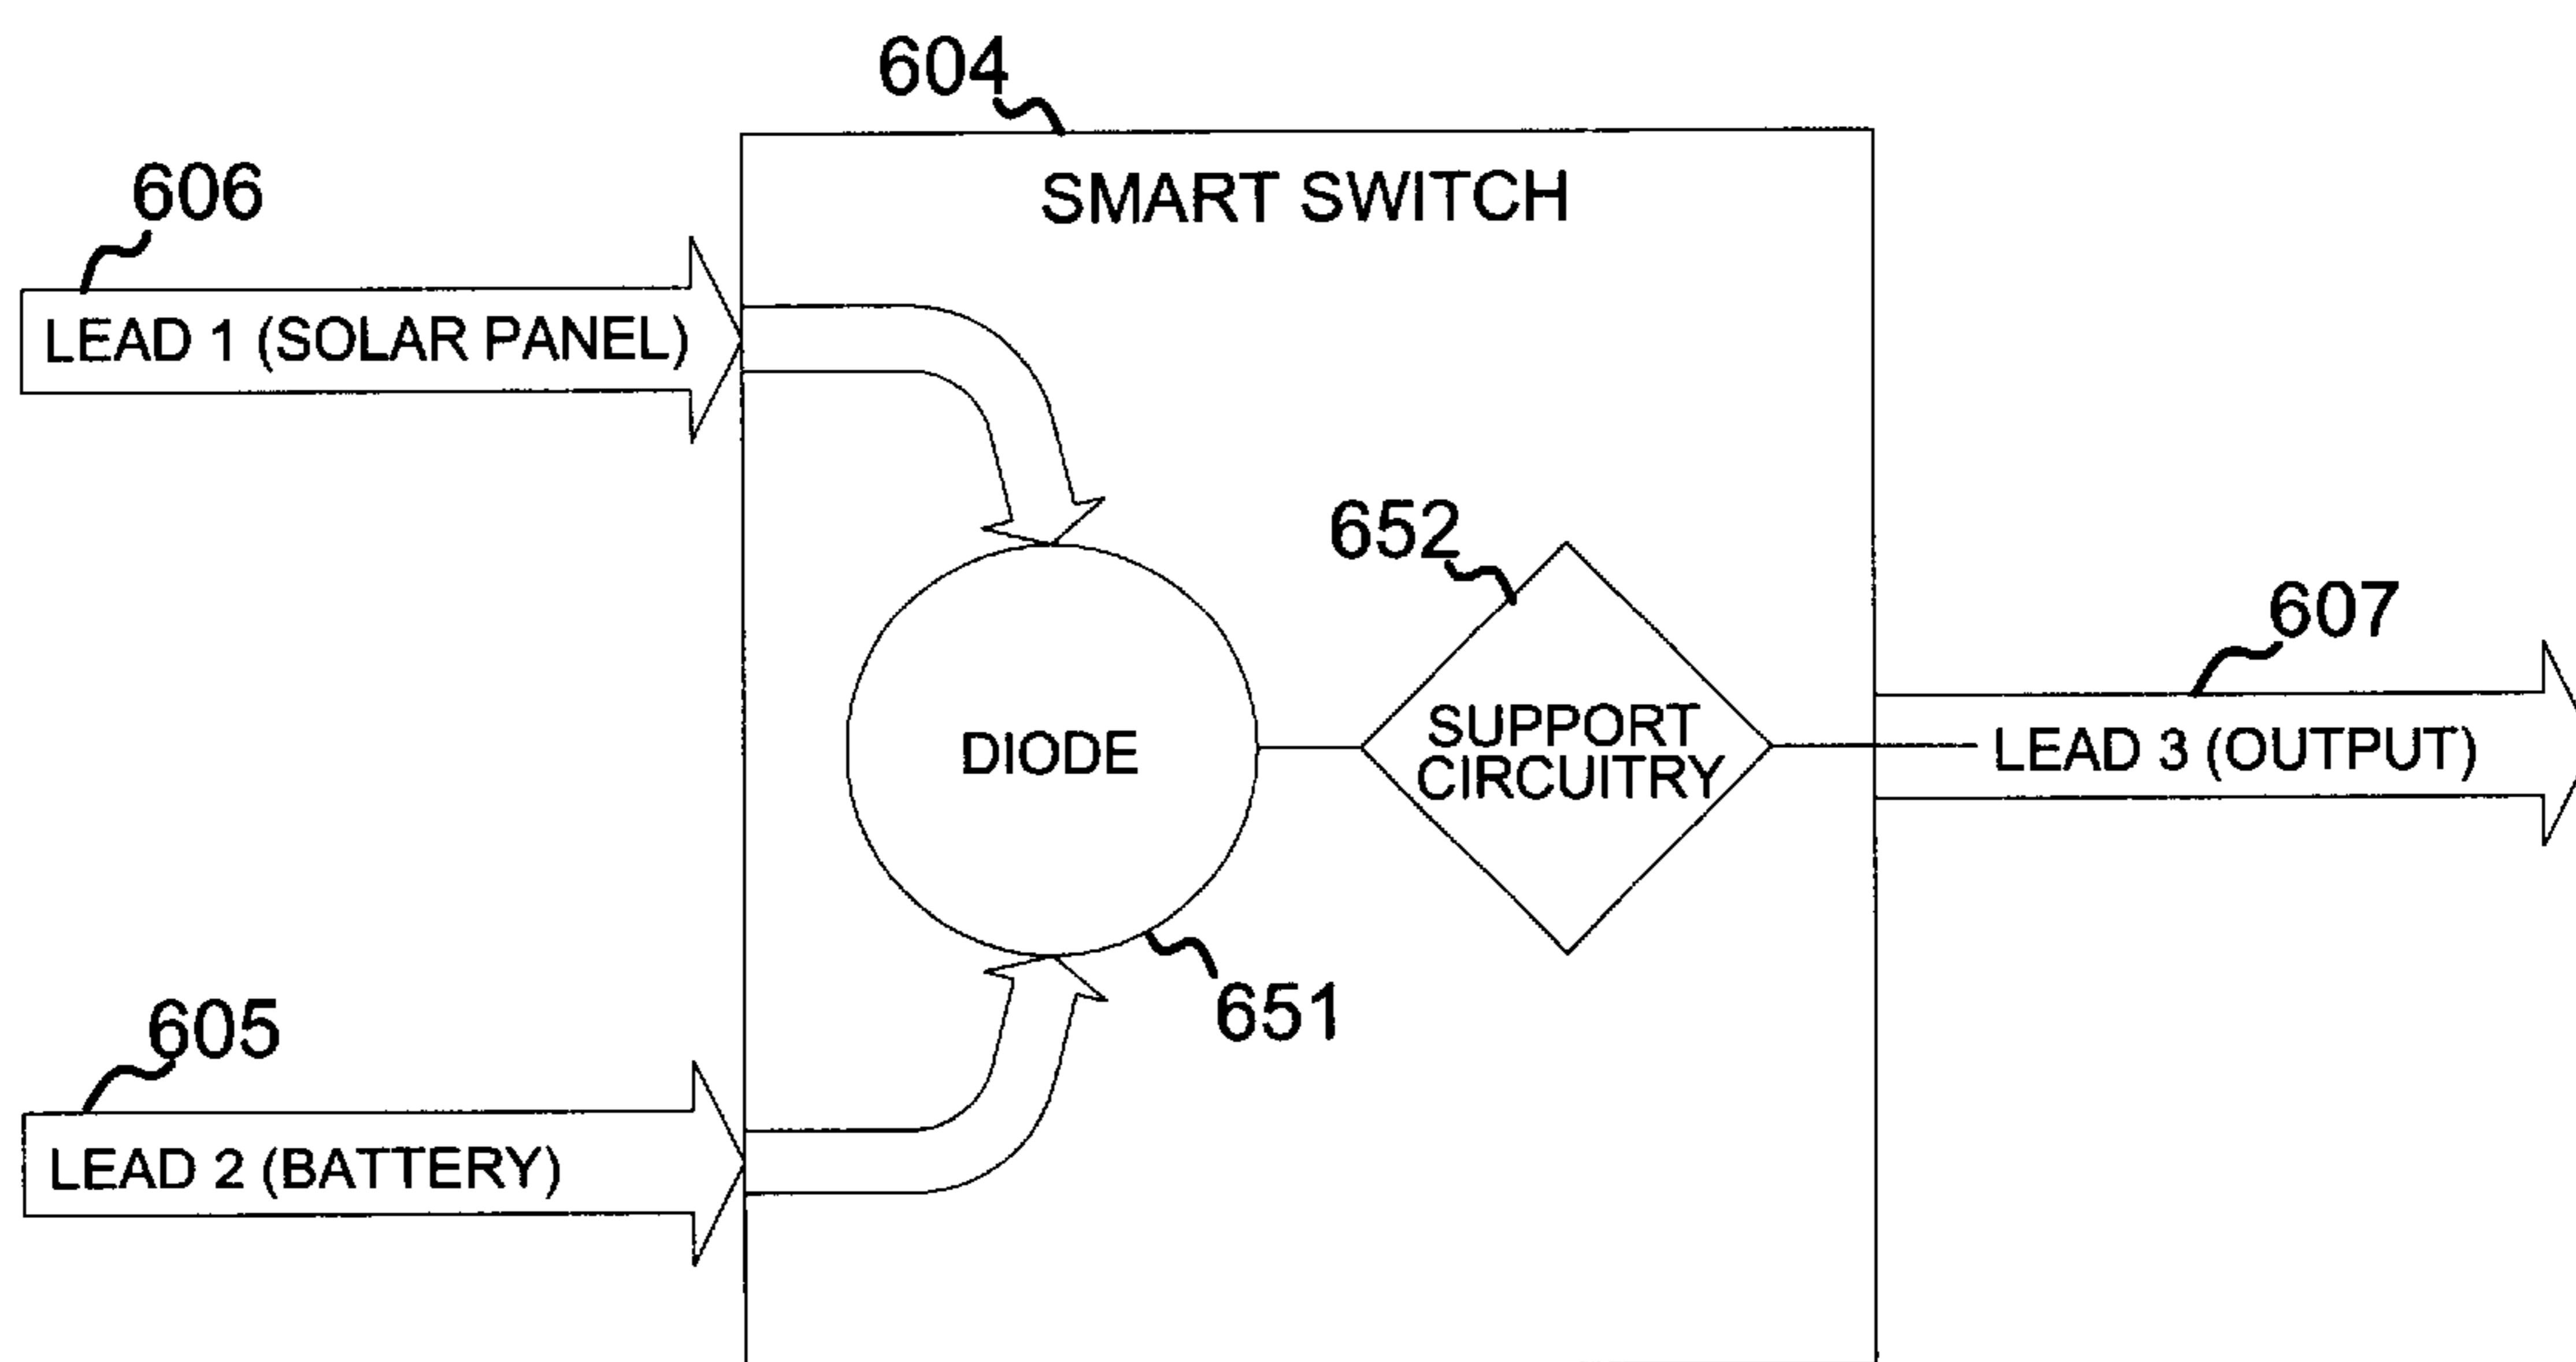 604
SMART SWITCH
606
LEAD 1 (SOLAR PANEL)
652
607
DIODE
SUPPORT
CIRCUITRY
LEAD 3 (OUTPUT)
651
605
LEAD 2 (BATTERY)